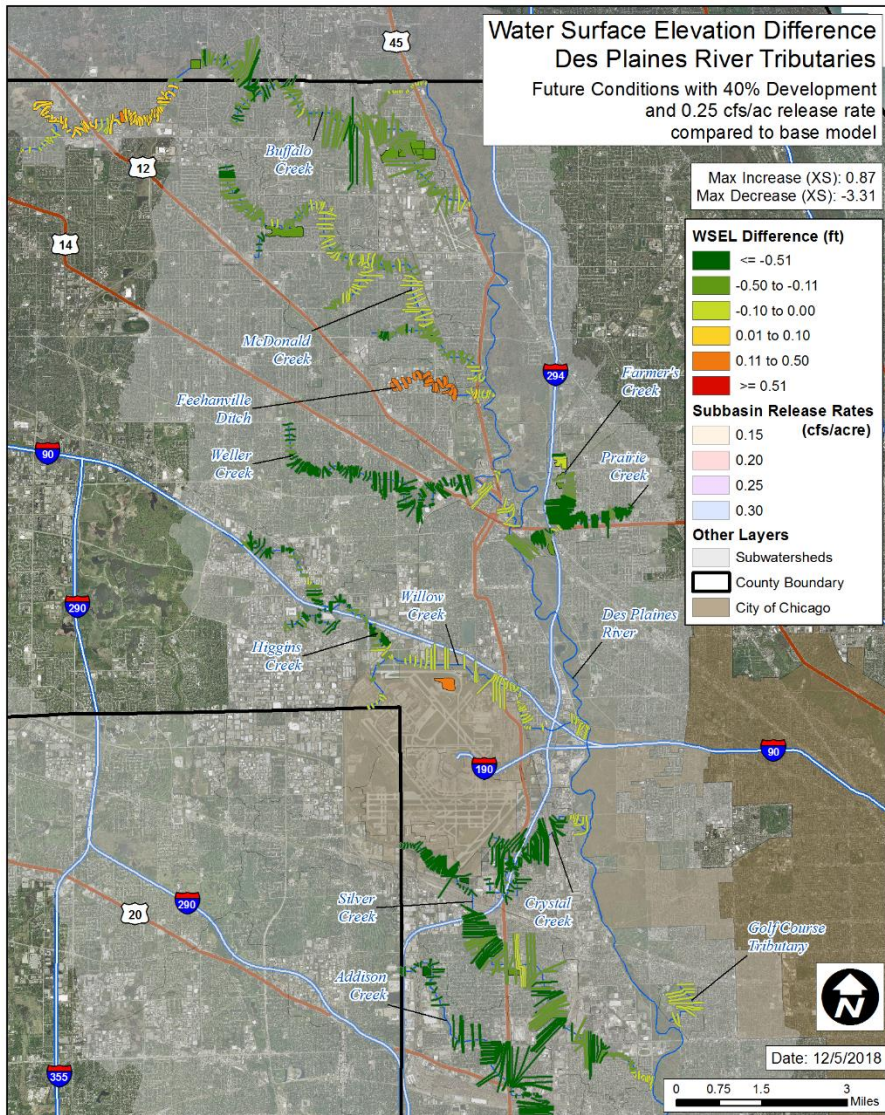 Water Surface Elevation Difference
Des Plaines River Tributaries
Future Conditions with 40% Development
and 0.25 cfs/ac release rate
compared to base model
Max Increase (XS): 0.87
Max Decrease (XS): -3.31
WSEL Difference (ft)
<= -0.51
-0.50 to -0.11
-0.10 to 0.00
0.01 to 0.10
0.11 to 0.50
>= 0.51
Subbasin Release Rates
(cfs/acre)
0.15
0.20
0.25
0.30
Other Layers
Subwatersheds
County Boundary
City of Chicago
45
12
14
Buffalo
Creek
McDonald
Creek
Feehanville
Ditch
294
Farmer's
Creek
Weller
Creek
Prairie
Creek
90
290
Willow
Creek
Des Plaines
River
Higgins
Creek
190
90
Silver
Creek
Crystal
Creek
20
290
Golf Course
Tributary
Addison
Creek
355
N
Date: 12/5/2018
0 0.75 1.5 3
Miles